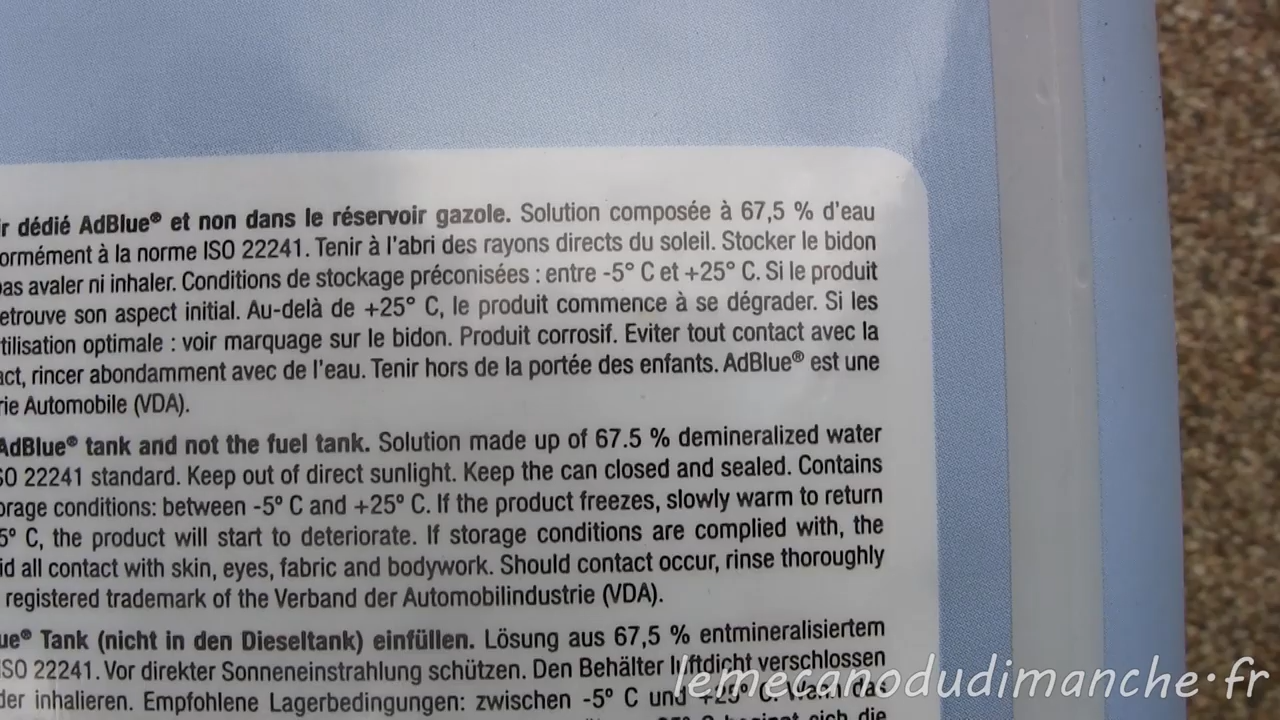 r dédié AdBlue® et non dans le réservoir gazole. Solution composée à 67,5 % d'eau
ormément à la norme ISO 22241. Tenir à l'abri des rayons directs du soleil. Stocker le bidon
pas avaler ni inhaler. Conditions de stockage préconisées : entre -5° C et +25° C. Si le produit
etrouve son aspect initial. Au-delà de +25° C, le produit commence à se dégrader. Si les
tilisation optimale : voir marquage sur le bidon. Produit corrosif. Eviter tout contact avec la
act, rincer abondamment avec de l'eau. Tenir hors de la portée des enfants. AdBlue® est une
rie Automobile (VDA).
AdBlue® tank and not the fuel tank. Solution made up of 67.5 % demineralized water
SO 22241 standard. Keep out of direct sunlight. Keep the can closed and sealed. Contains
orage conditions: between -5° C and +25° C. If the product freezes, slowly warm to return
5° C, the product will start to deteriorate. If storage conditions are complied with, the
id all contact with skin, eyes, fabric and bodywork. Should contact occur, rinse thoroughly
registered trademark of the Verband der Automobilindustrie (VDA).
ue® Tank (nicht in den Dieseltank) einfüllen. Lösung aus 67,5 % entmineralisiertem
ISO 22241. Vor direkter Sonneneinstrahlung schützen. Den Behälter luftdicht verschlossen
der inhalieren. Empfohlene Lagerbedingungen: zwischen -5° C und +25° C. Wenn das
sich die
lemecanodudimanche.fr